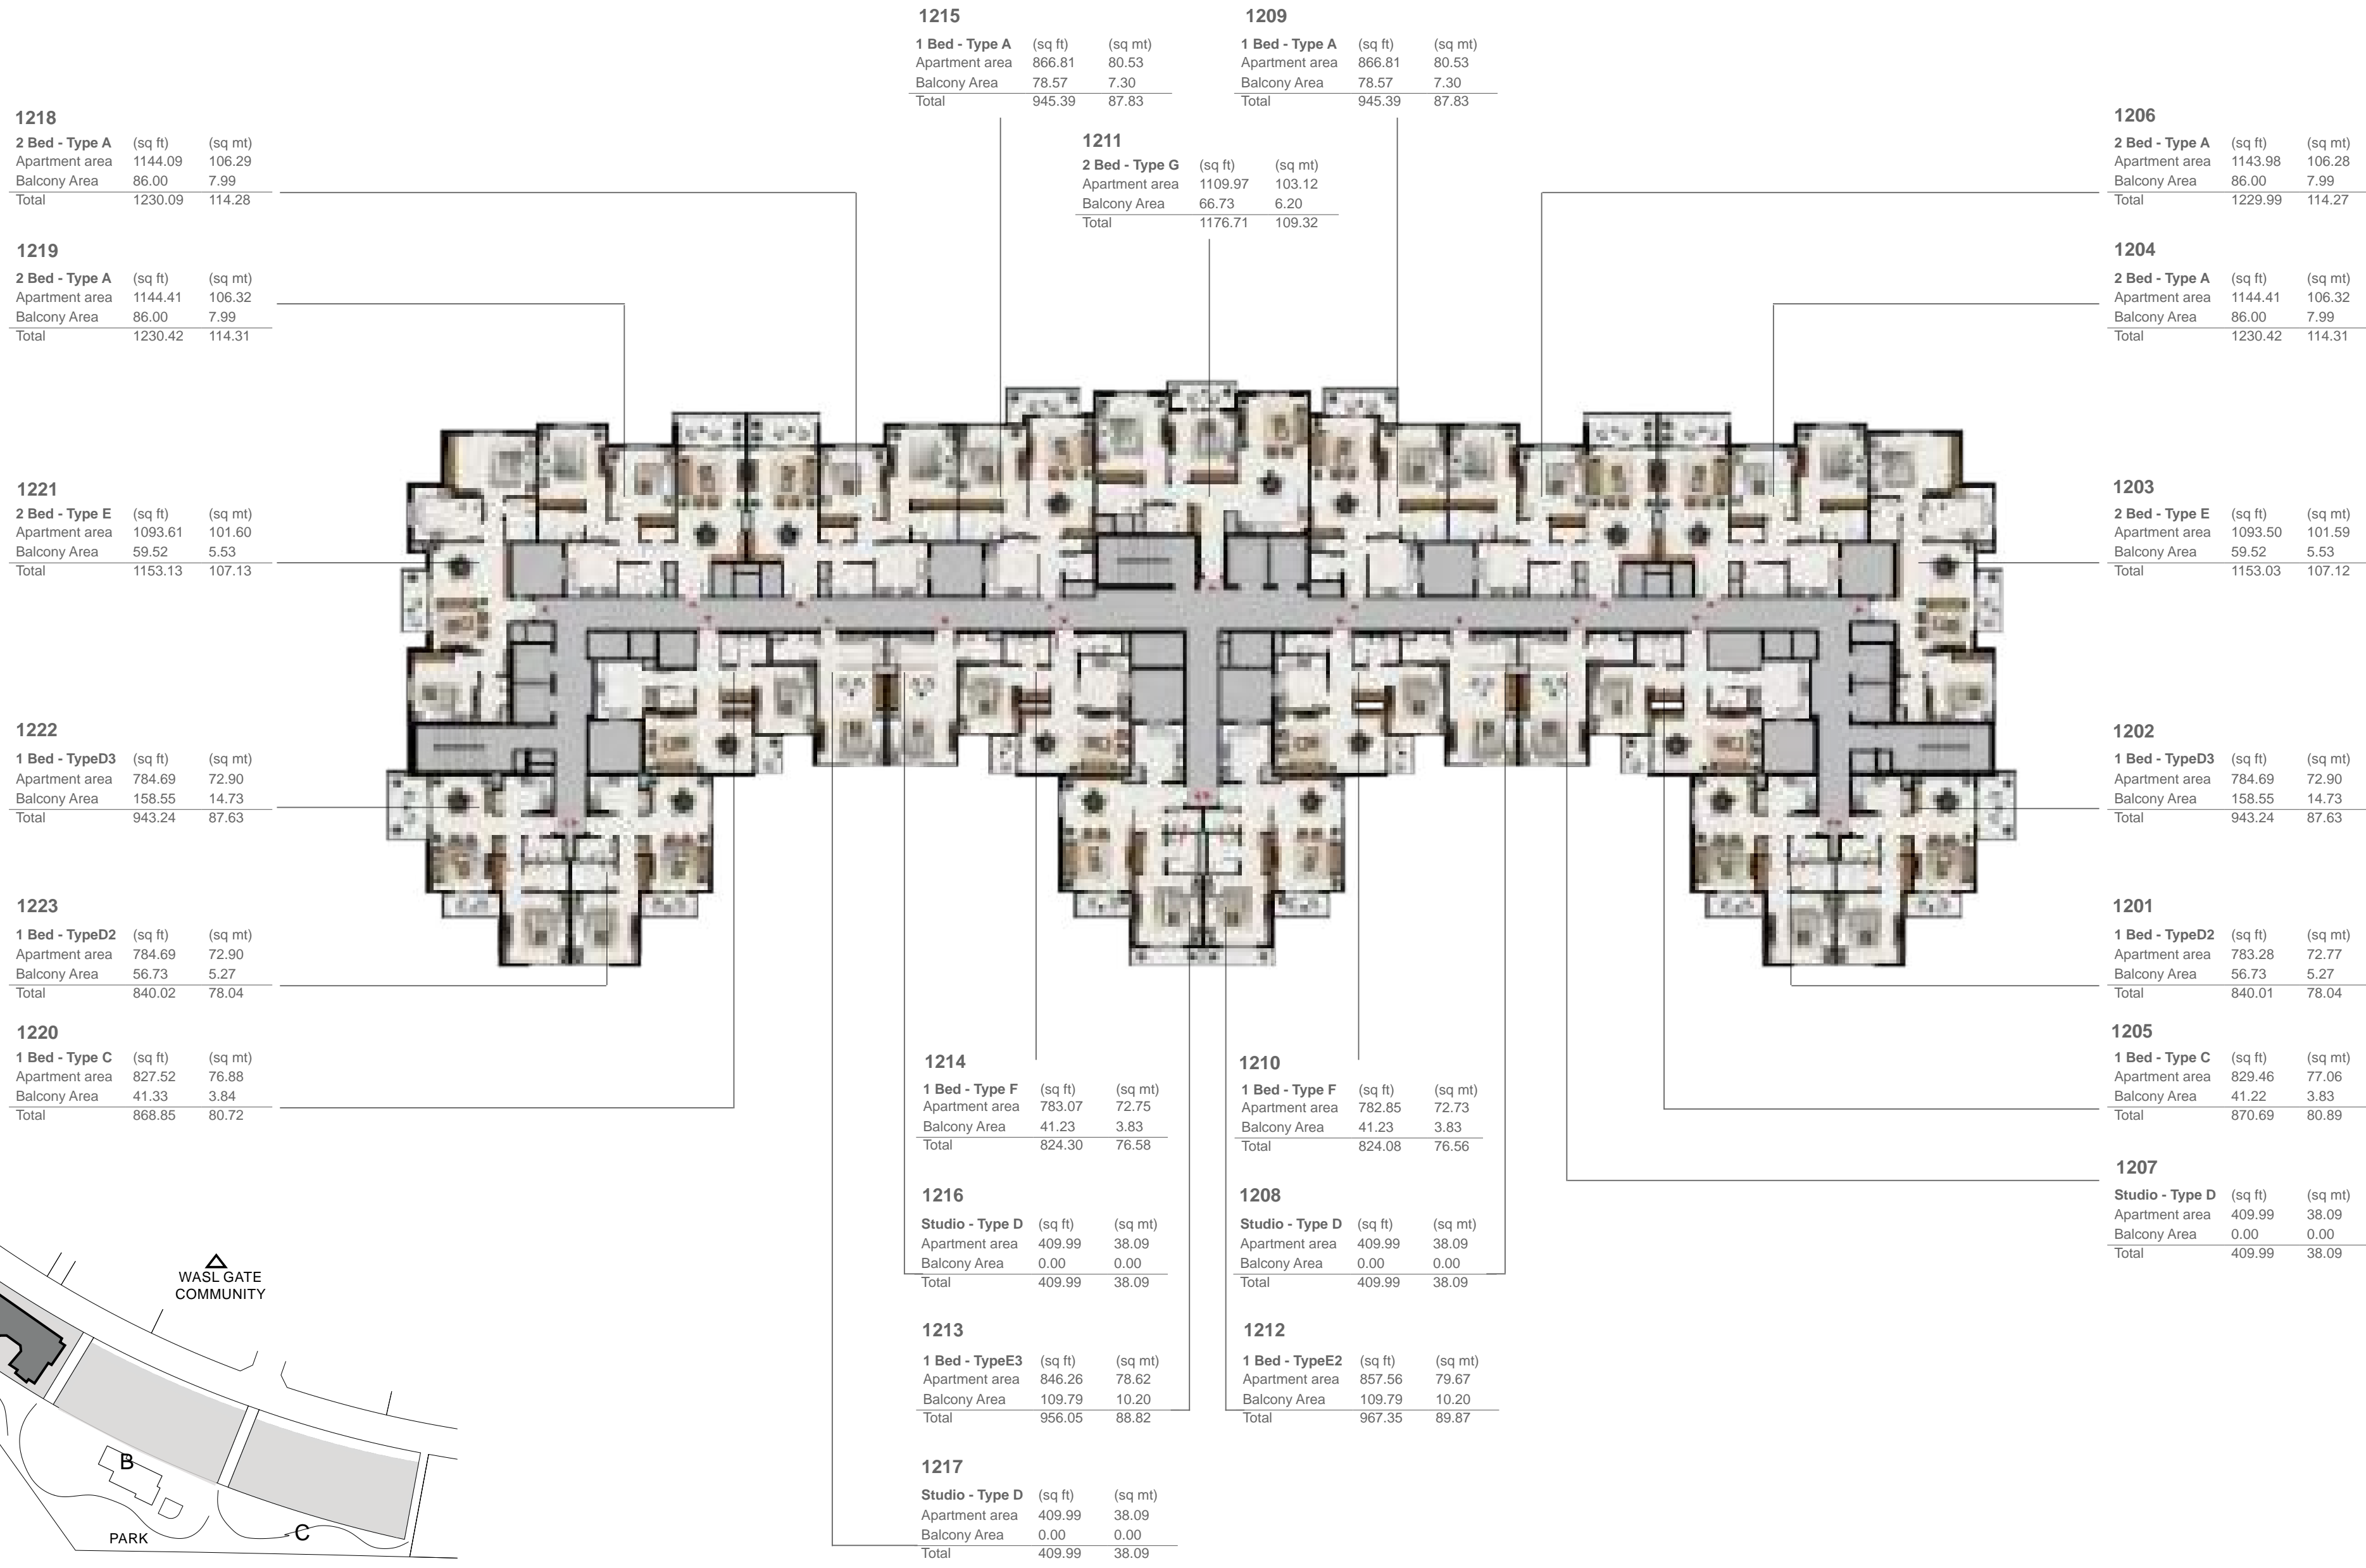 1215
1 Bed - Type A (sq ft) (sq mt)
Apartment area 866.81 80.53
Balcony Area 78.57 7.30
Total 945.39 87.83
1209
1 Bed - Type A (sq ft) (sq mt)
Apartment area 866.81 80.53
Balcony Area 78.57 7.30
Total 945.39 87.83
1218
2 Bed - Type A (sq ft) (sq mt)
Apartment area 1144.09 106.29
Balcony Area 86.00 7.99
Total 1230.09 114.28
1211
2 Bed - Type G (sq ft) (sq mt)
Apartment area 1109.97 103.12
Balcony Area 66.73 6.20
Total 1176.71 109.32
1206
2 Bed - Type A (sq ft) (sq mt)
Apartment area 1143.98 106.28
Balcony Area 86.00 7.99
Total 1229.99 114.27
1219
2 Bed - Type A (sq ft) (sq mt)
Apartment area 1144.41 106.32
Balcony Area 86.00 7.99
Total 1230.42 114.31
1204
2 Bed - Type A (sq ft) (sq mt)
Apartment area 1144.41 106.32
Balcony Area 86.00 7.99
Total 1230.42 114.31
1221
2 Bed - Type E (sq ft) (sq mt)
Apartment area 1093.61 101.60
Balcony Area 59.52 5.53
Total 1153.13 107.13
1203
2 Bed - Type E (sq ft) (sq mt)
Apartment area 1093.50 101.59
Balcony Area 59.52 5.53
Total 1153.03 107.12
1222
1 Bed - TypeD3 (sq ft) (sq mt)
Apartment area 784.69 72.90
Balcony Area 158.55 14.73
Total 943.24 87.63
1202
1 Bed - TypeD3 (sq ft) (sq mt)
Apartment area 784.69 72.90
Balcony Area 158.55 14.73
Total 943.24 87.63
1223
1 Bed - TypeD2 (sq ft) (sq mt)
Apartment area 784.69 72.90
Balcony Area 56.73 5.27
Total 840.02 78.04
1201
1 Bed - TypeD2 (sq ft) (sq mt)
Apartment area 783.28 72.77
Balcony Area 56.73 5.27
Total 840.01 78.04
1220
1 Bed - Type C (sq ft) (sq mt)
Apartment area 827.52 76.88
Balcony Area 41.33 3.84
Total 868.85 80.72
1214
1 Bed - Type F (sq ft) (sq mt)
Apartment area 783.07 72.75
Balcony Area 41.23 3.83
Total 824.30 76.58
1210
1 Bed - Type F (sq ft) (sq mt)
Apartment area 782.85 72.73
Balcony Area 41.23 3.83
Total 824.08 76.56
1205
1 Bed - Type C (sq ft) (sq mt)
Apartment area 829.46 77.06
Balcony Area 41.22 3.83
Total 870.69 80.89
1216
Studio - Type D (sq ft) (sq mt)
Apartment area 409.99 38.09
Balcony Area 0.00 0.00
Total 409.99 38.09
1208
Studio - Type D (sq ft) (sq mt)
Apartment area 409.99 38.09
Balcony Area 0.00 0.00
Total 409.99 38.09
1207
Studio - Type D (sq ft) (sq mt)
Apartment area 409.99 38.09
Balcony Area 0.00 0.00
Total 409.99 38.09
1213
1 Bed - TypeE3 (sq ft) (sq mt)
Apartment area 846.26 78.62
Balcony Area 109.79 10.20
Total 956.05 88.82
1212
1 Bed - TypeE2 (sq ft) (sq mt)
Apartment area 857.56 79.67
Balcony Area 109.79 10.20
Total 967.35 89.87
1217
Studio - Type D (sq ft) (sq mt)
Apartment area 409.99 38.09
Balcony Area 0.00 0.00
Total 409.99 38.09
WASL GATE
COMMUNITY
B
PARK
C